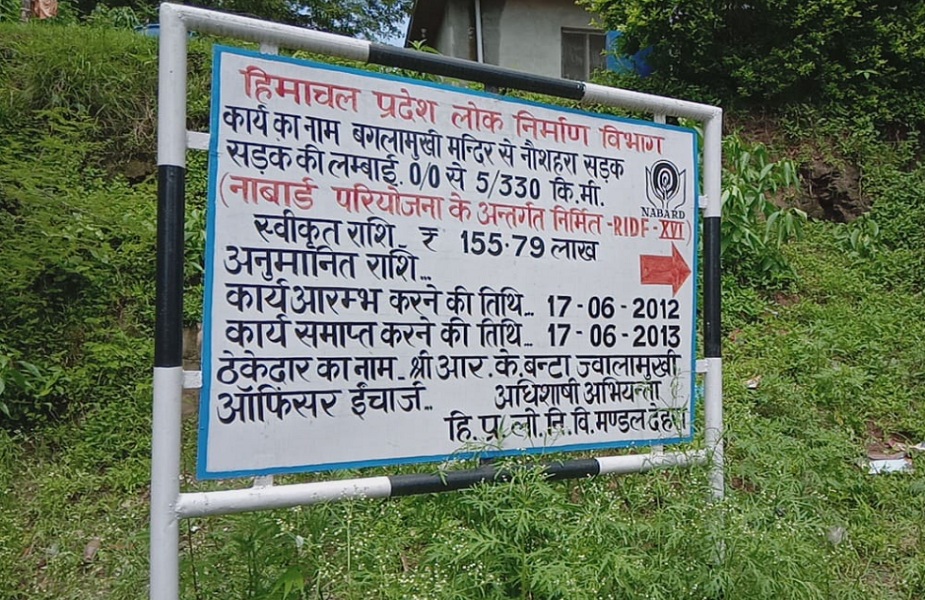 हिमाचल प्रदेश लोक निर्माण विभाग
कार्य का नाम बगलामुखी मन्दिर से नौशहरा सड़क
सड़क की लम्बाई. 0/0 से 5/330 कि.मी.
NABARD
(नाबार्ड परियोजना के अन्तर्गत निर्मित -RIDF -XVI)
स्वीकृत राशि - ₹ 155.79 लाख
अनुमानित राशि...
कार्य आरम्भ करने की तिथि... 17-06-2012
कार्य समाप्त करने की तिथि... 17-06-2013
ठेकेदार का नाम - श्री आर . के. बन्टा ज्वालामुखी
ऑफिसर ईंचार्ज... अधिशाषी अभियन्ता
हि.प्र.लो.नि.वि.मण्डल देहरा